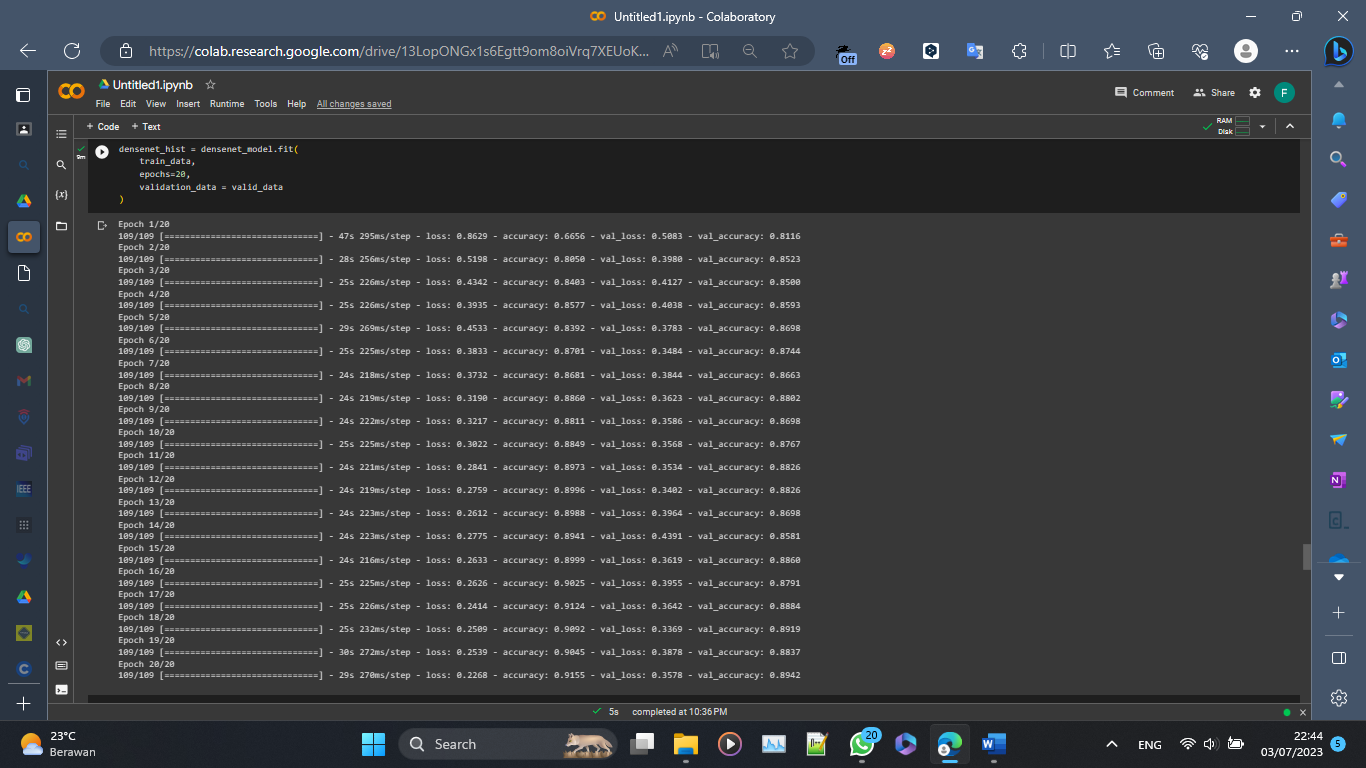 Untitled1.ipynb - Colaboratory
https://colab.research.google.com/drive/13LopONGx1s6Egtt9om8oiVrq7XEUoK...
Off
Untitled1.ipynb
File Edit View Insert Runtime Tools Help All changes saved
Comment Share F
+ Code + Text
RAM
Disk
9m
densenet_hist = densenet_model.fit(
train_data,
epochs=20,
validation_data = valid_data
)
Epoch 1/20
109/109 [==============================] - 47s 295ms/step - loss: 0.8629 - accuracy: 0.6656 - val_loss: 0.5083 - val_accuracy: 0.8116
Epoch 2/20
109/109 [==============================] - 28s 256ms/step - loss: 0.5198 - accuracy: 0.8050 - val_loss: 0.3980 - val_accuracy: 0.8523
Epoch 3/20
109/109 [==============================] - 25s 226ms/step - loss: 0.4342 - accuracy: 0.8403 - val_loss: 0.4127 - val_accuracy: 0.8500
Epoch 4/20
109/109 [==============================] - 25s 226ms/step - loss: 0.3935 - accuracy: 0.8577 - val_loss: 0.4038 - val_accuracy: 0.8593
Epoch 5/20
109/109 [==============================] - 29s 269ms/step - loss: 0.4533 - accuracy: 0.8392 - val_loss: 0.3783 - val_accuracy: 0.8698
Epoch 6/20
109/109 [==============================] - 25s 225ms/step - loss: 0.3833 - accuracy: 0.8701 - val_loss: 0.3484 - val_accuracy: 0.8744
Epoch 7/20
109/109 [==============================] - 24s 218ms/step - loss: 0.3732 - accuracy: 0.8681 - val_loss: 0.3844 - val_accuracy: 0.8663
Epoch 8/20
109/109 [==============================] - 24s 219ms/step - loss: 0.3190 - accuracy: 0.8860 - val_loss: 0.3623 - val_accuracy: 0.8802
Epoch 9/20
109/109 [==============================] - 24s 222ms/step - loss: 0.3217 - accuracy: 0.8811 - val_loss: 0.3586 - val_accuracy: 0.8698
Epoch 10/20
109/109 [==============================] - 25s 225ms/step - loss: 0.3022 - accuracy: 0.8849 - val_loss: 0.3568 - val_accuracy: 0.8767
Epoch 11/20
109/109 [==============================] - 24s 221ms/step - loss: 0.2841 - accuracy: 0.8973 - val_loss: 0.3534 - val_accuracy: 0.8826
Epoch 12/20
109/109 [==============================] - 24s 219ms/step - loss: 0.2759 - accuracy: 0.8996 - val_loss: 0.3402 - val_accuracy: 0.8826
Epoch 13/20
109/109 [==============================] - 24s 223ms/step - loss: 0.2612 - accuracy: 0.8988 - val_loss: 0.3964 - val_accuracy: 0.8698
Epoch 14/20
109/109 [==============================] - 24s 223ms/step - loss: 0.2775 - accuracy: 0.8941 - val_loss: 0.4391 - val_accuracy: 0.8581
Epoch 15/20
109/109 [==============================] - 24s 216ms/step - loss: 0.2633 - accuracy: 0.8999 - val_loss: 0.3619 - val_accuracy: 0.8860
Epoch 16/20
109/109 [==============================] - 25s 225ms/step - loss: 0.2626 - accuracy: 0.9025 - val_loss: 0.3955 - val_accuracy: 0.8791
Epoch 17/20
109/109 [==============================] - 25s 226ms/step - loss: 0.2414 - accuracy: 0.9124 - val_loss: 0.3642 - val_accuracy: 0.8884
Epoch 18/20
109/109 [==============================] - 25s 232ms/step - loss: 0.2509 - accuracy: 0.9092 - val_loss: 0.3369 - val_accuracy: 0.8919
Epoch 19/20
109/109 [==============================] - 30s 272ms/step - loss: 0.2539 - accuracy: 0.9045 - val_loss: 0.3878 - val_accuracy: 0.8837
Epoch 20/20
109/109 [==============================] - 29s 270ms/step - loss: 0.2268 - accuracy: 0.9155 - val_loss: 0.3578 - val_accuracy: 0.8942
IEEE
5s completed at 10:36 PM
23°C
Berawan
Search
20
ENG
22:44
03/07/2023
5